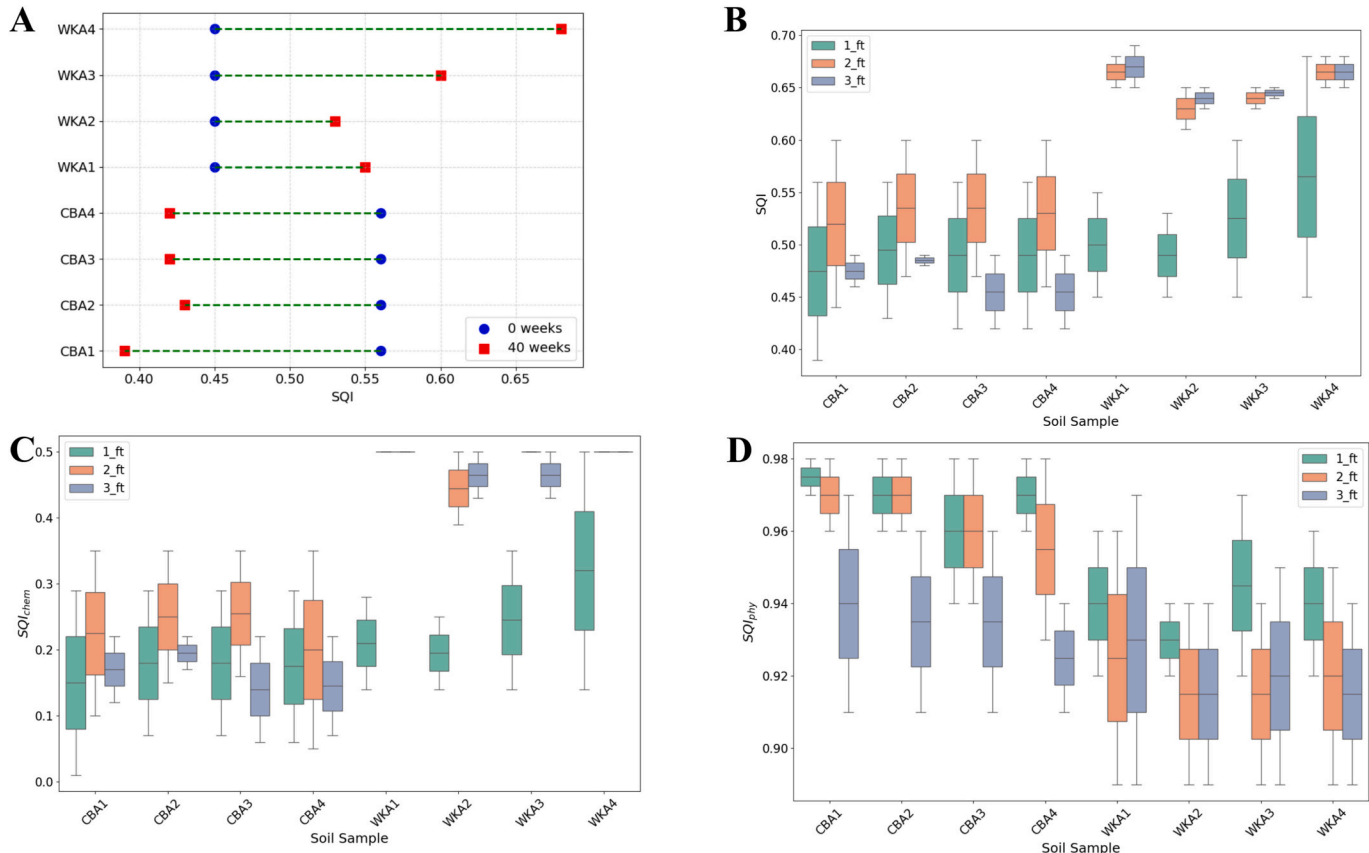 A
WKA4
WKA3
WKA2
WKA1
CBA4
CBA3
CBA2
CBA1
0 weeks
40 weeks
0.40 0.45 0.50 0.55 0.60 0.65
SQI
B
1_ft
2_ft
3_ft
0.70
0.65
0.60
0.55
0.50
0.45
0.40
SQI
CBA1 CBA2 CBA3 CBA4 WKA1 WKA2 WKA3 WKA4
Soil Sample
C
1_ft
2_ft
3_ft
0.5
0.4
0.3
0.2
0.1
0.0
SQIchem
CBA1 CBA2 CBA3 CBA4 WKA1 WKA2 WKA3 WKA4
Soil Sample
D
1_ft
2_ft
3_ft
0.98
0.96
0.94
0.92
0.90
SQIphy
CBA1 CBA2 CBA3 CBA4 WKA1 WKA2 WKA3 WKA4
Soil Sample